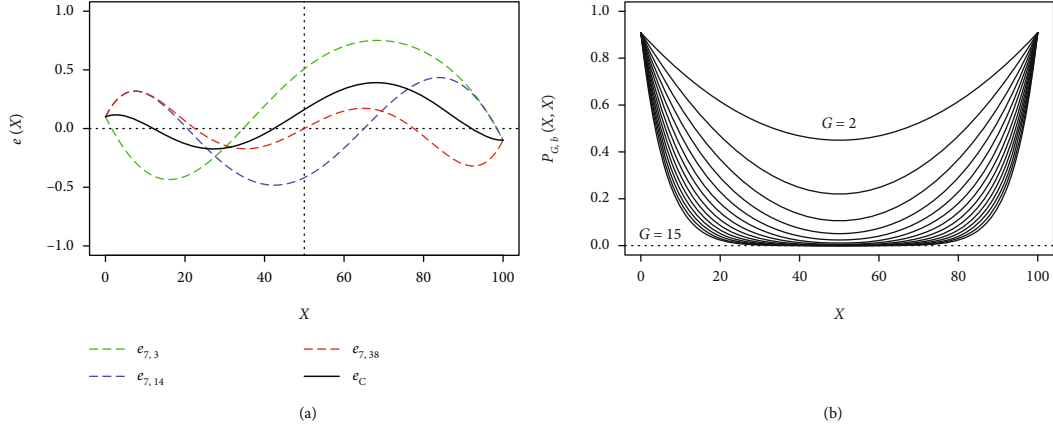 1.0
0.5
0.0
−0.5
−1.0
e (X)
0 20 40 60 80 100
X
e7, 3
e7, 14
e7, 38
eC
(a)
1.0
0.8
0.6
0.4
0.2
0.0
PG, b (X, X)
G = 2
G = 15
0 20 40 60 80 100
X
(b)